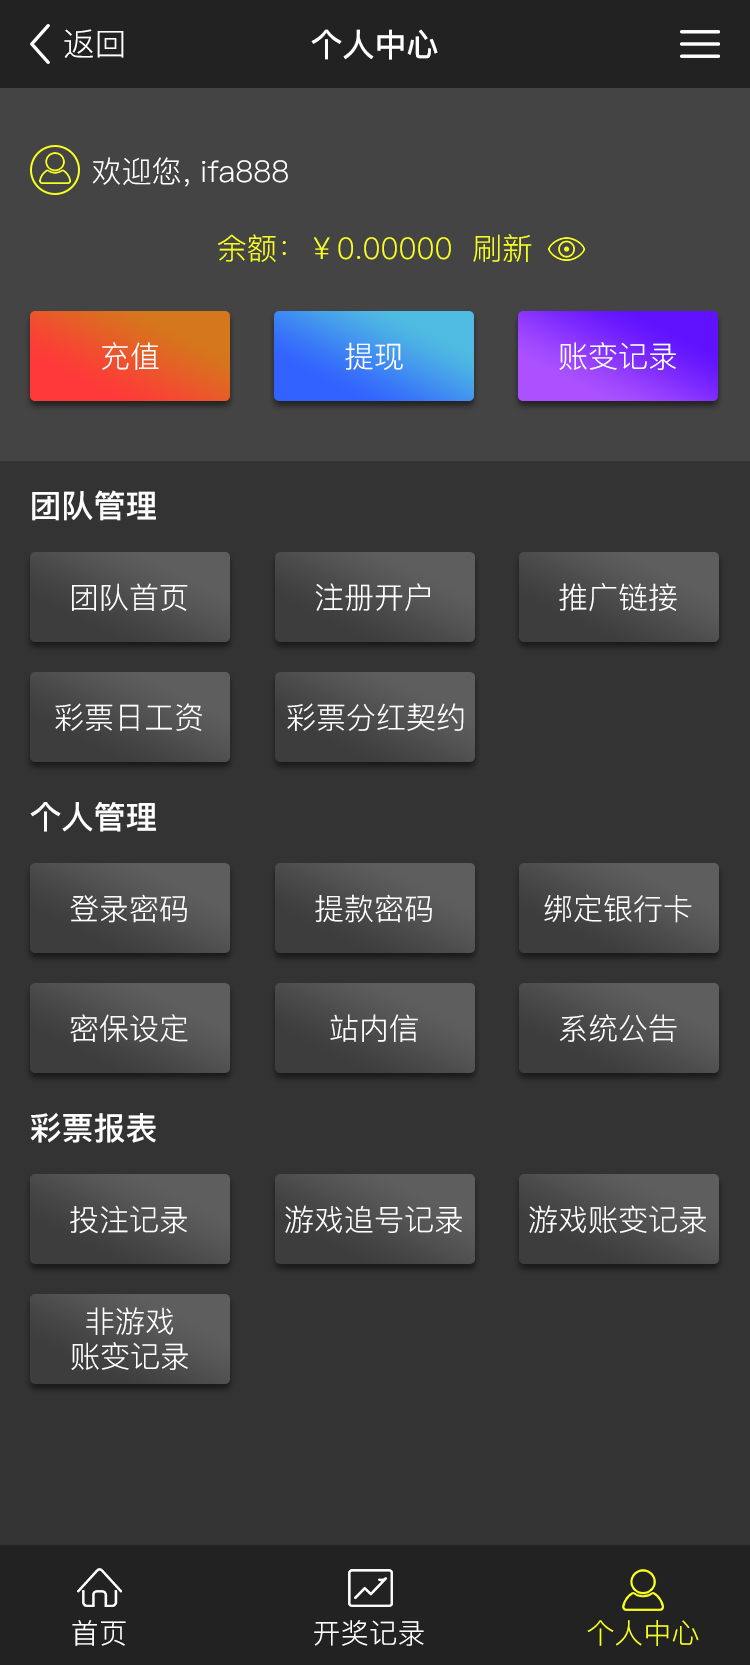 返回
个人中心
欢迎您, ifa888
余额： ¥0.00000 刷新
充值
提现
账变记录
团队管理
团队首页
注册开户
推广链接
彩票日工资
彩票分红契约
个人管理
登录密码
提款密码
绑定银行卡
密保设定
站内信
系统公告
彩票报表
投注记录
游戏追号记录
游戏账变记录
非游戏
账变记录
首页
开奖记录
个人中心